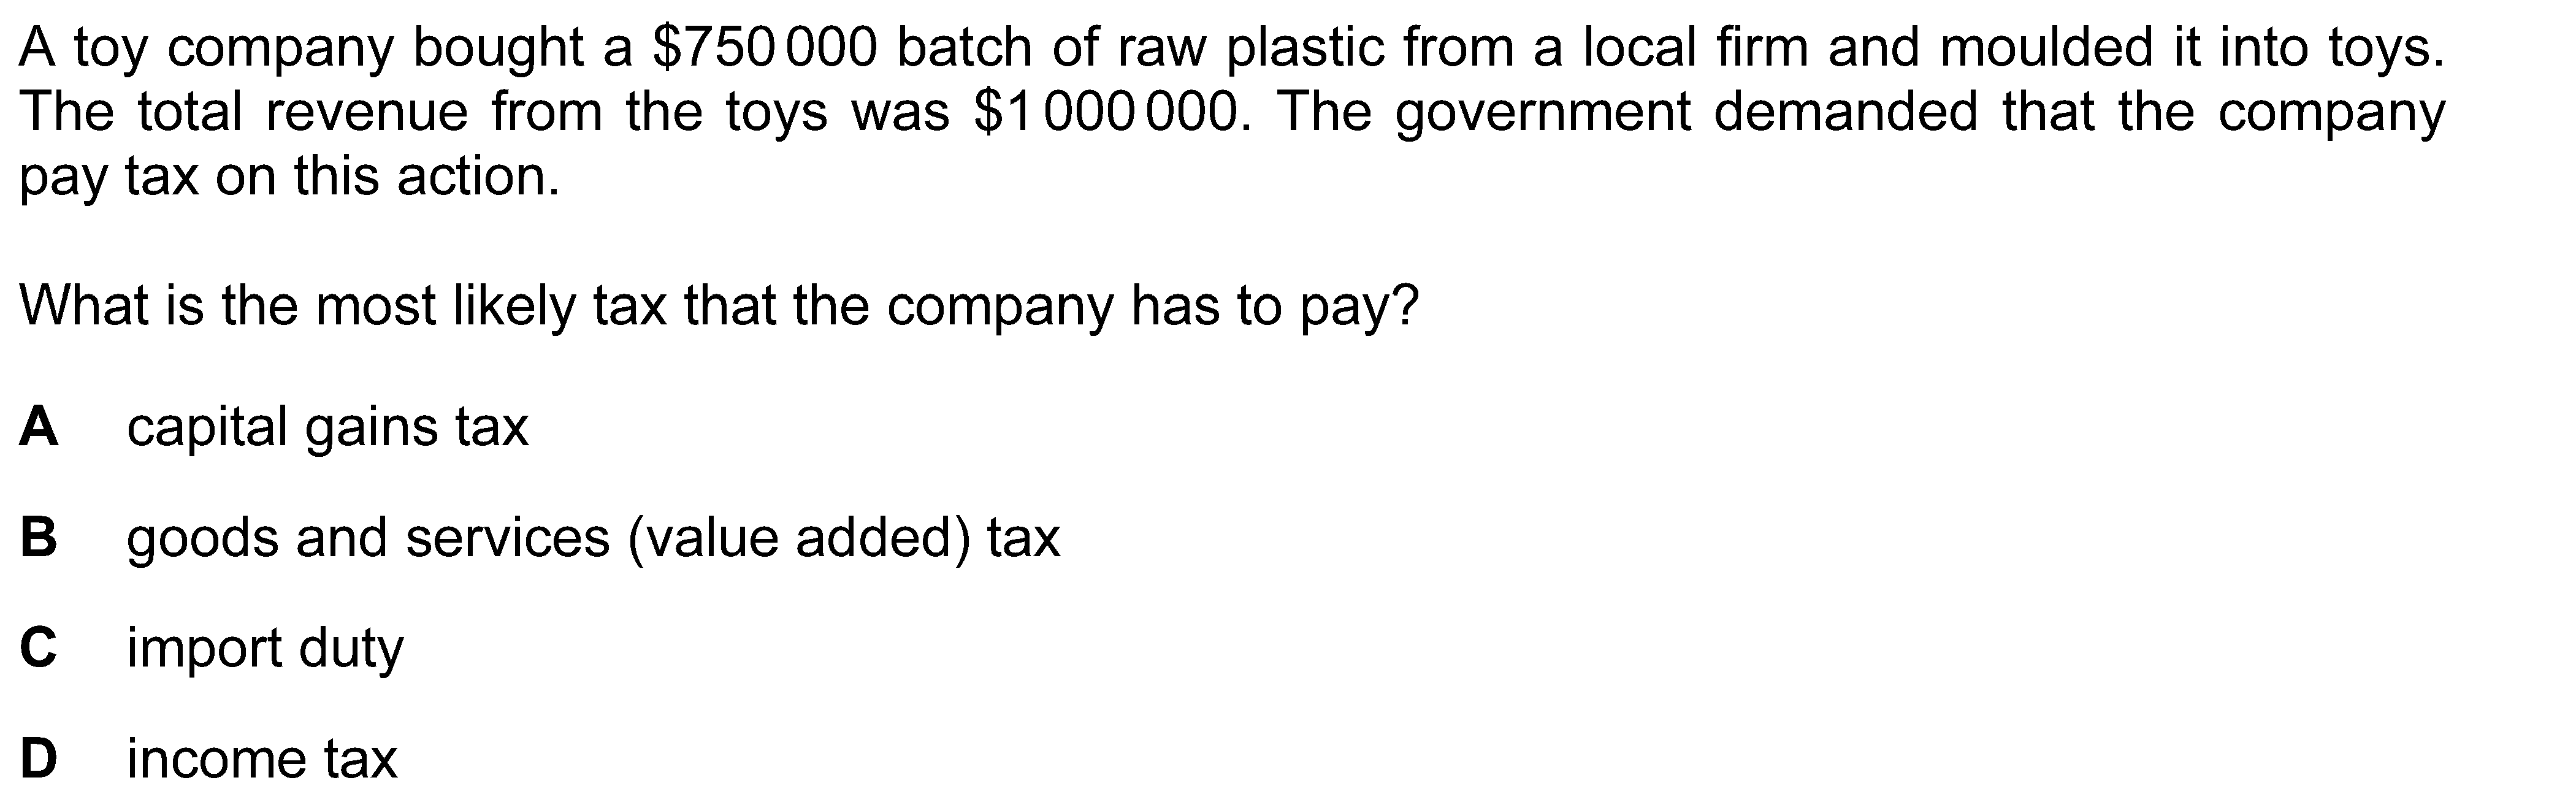 A toy company bought a $750 000 batch of raw plastic from a local firm and moulded it into toys.
The total revenue from the toys was $1 000 000. The government demanded that the company
pay tax on this action.
What is the most likely tax that the company has to pay?
A capital gains tax
B goods and services (value added) tax
C import duty
D income tax